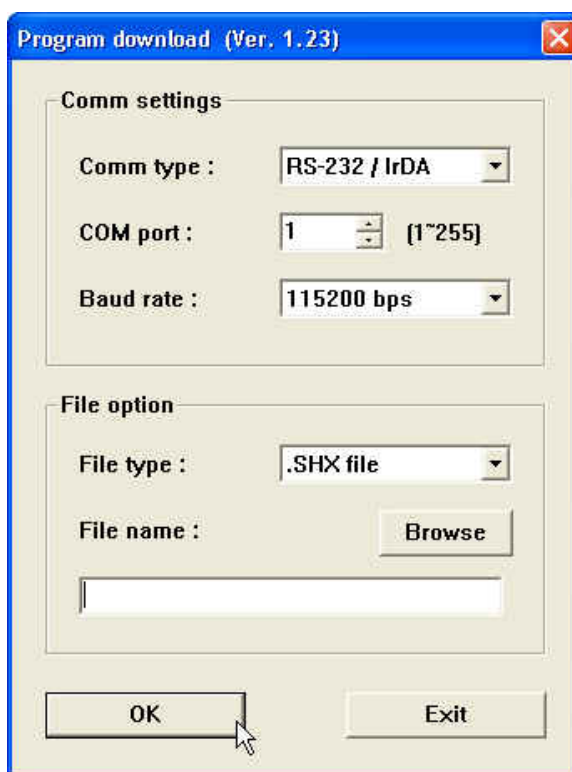 Program download (Ver. 1.23)
Comm settings
Comm type : RS-232 / IrDA
COM port : 1 (1~255)
Baud rate : 115200 bps
File option
File type : .SHX file
File name : Browse
OK Exit